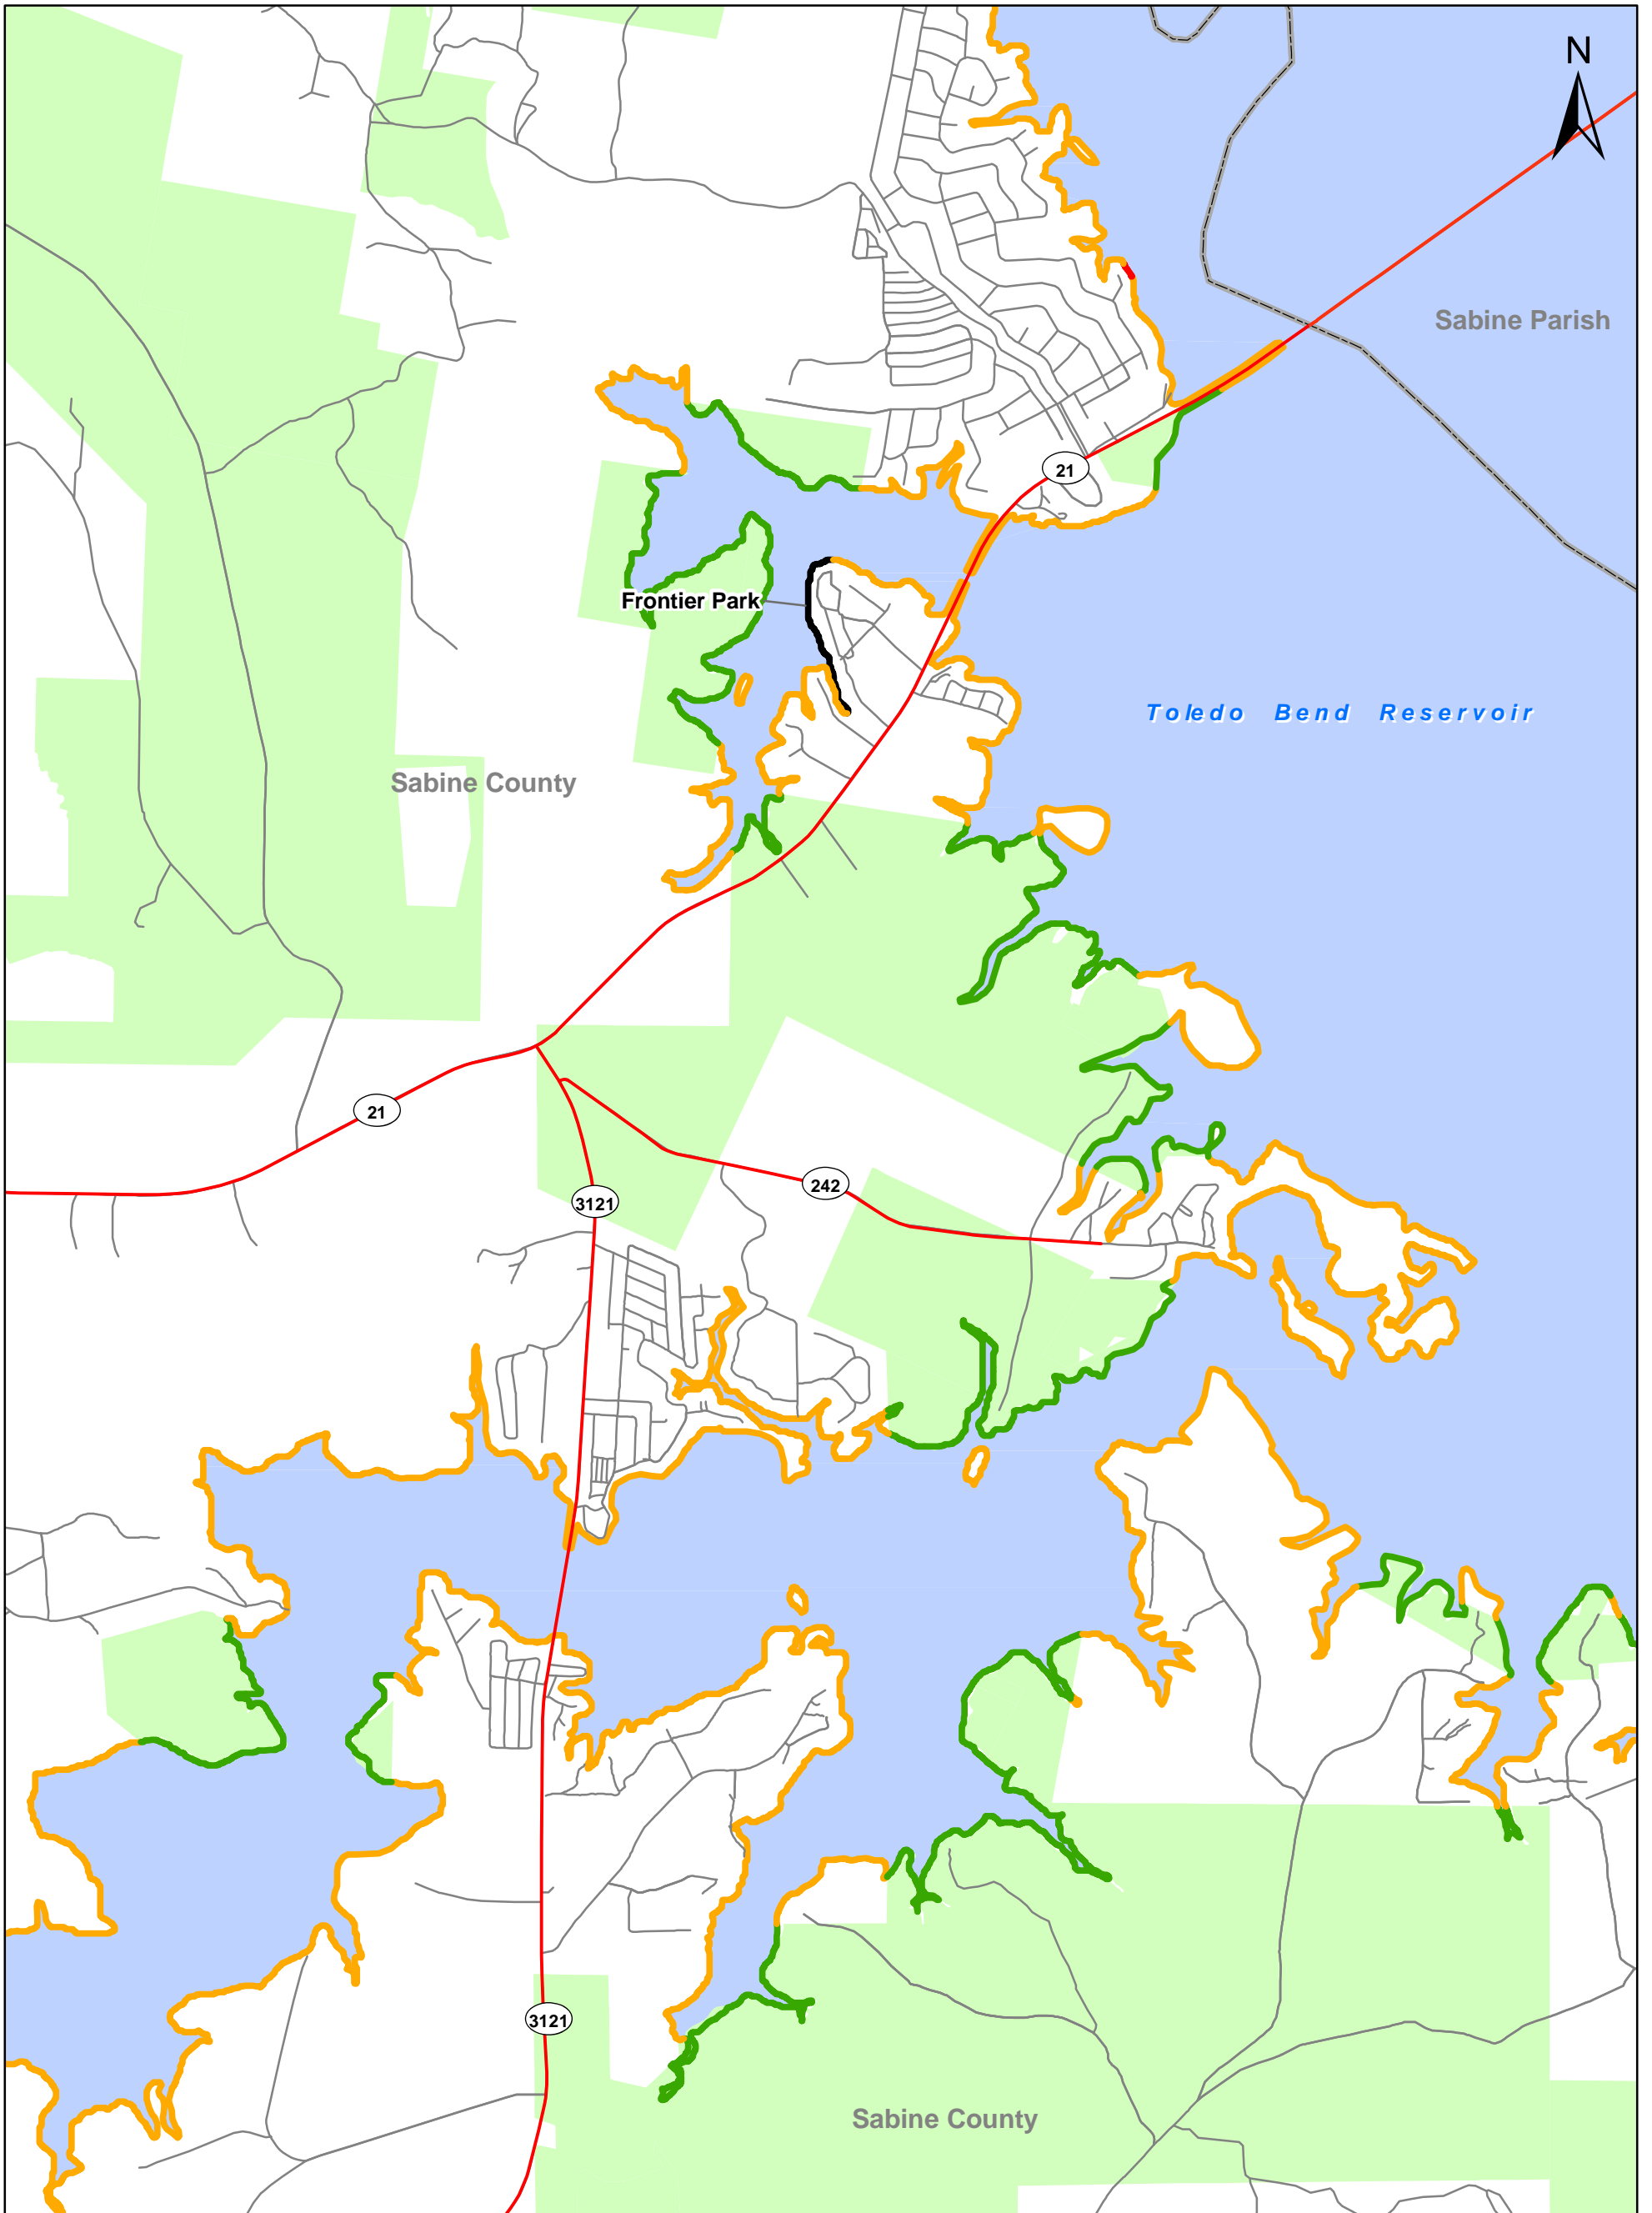 N
Sabine Parish
21
Frontier Park
Toledo Bend Reservoir
Sabine County
21
242
3121
3121
Sabine County